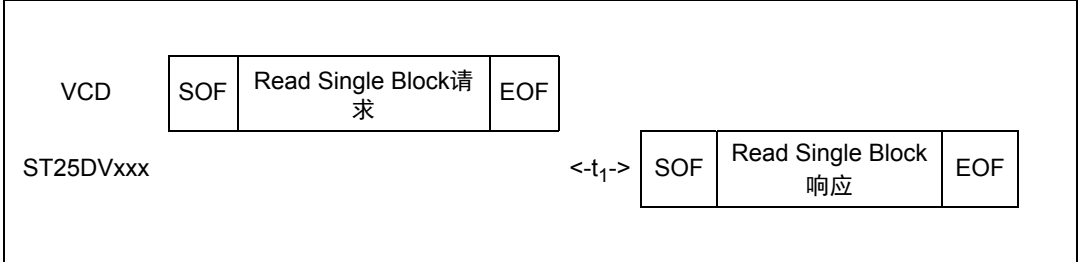 VCD SOF Read Single Block请 EOF
求
ST25DVxxx <-t1-> SOF Read Single Block EOF
响应